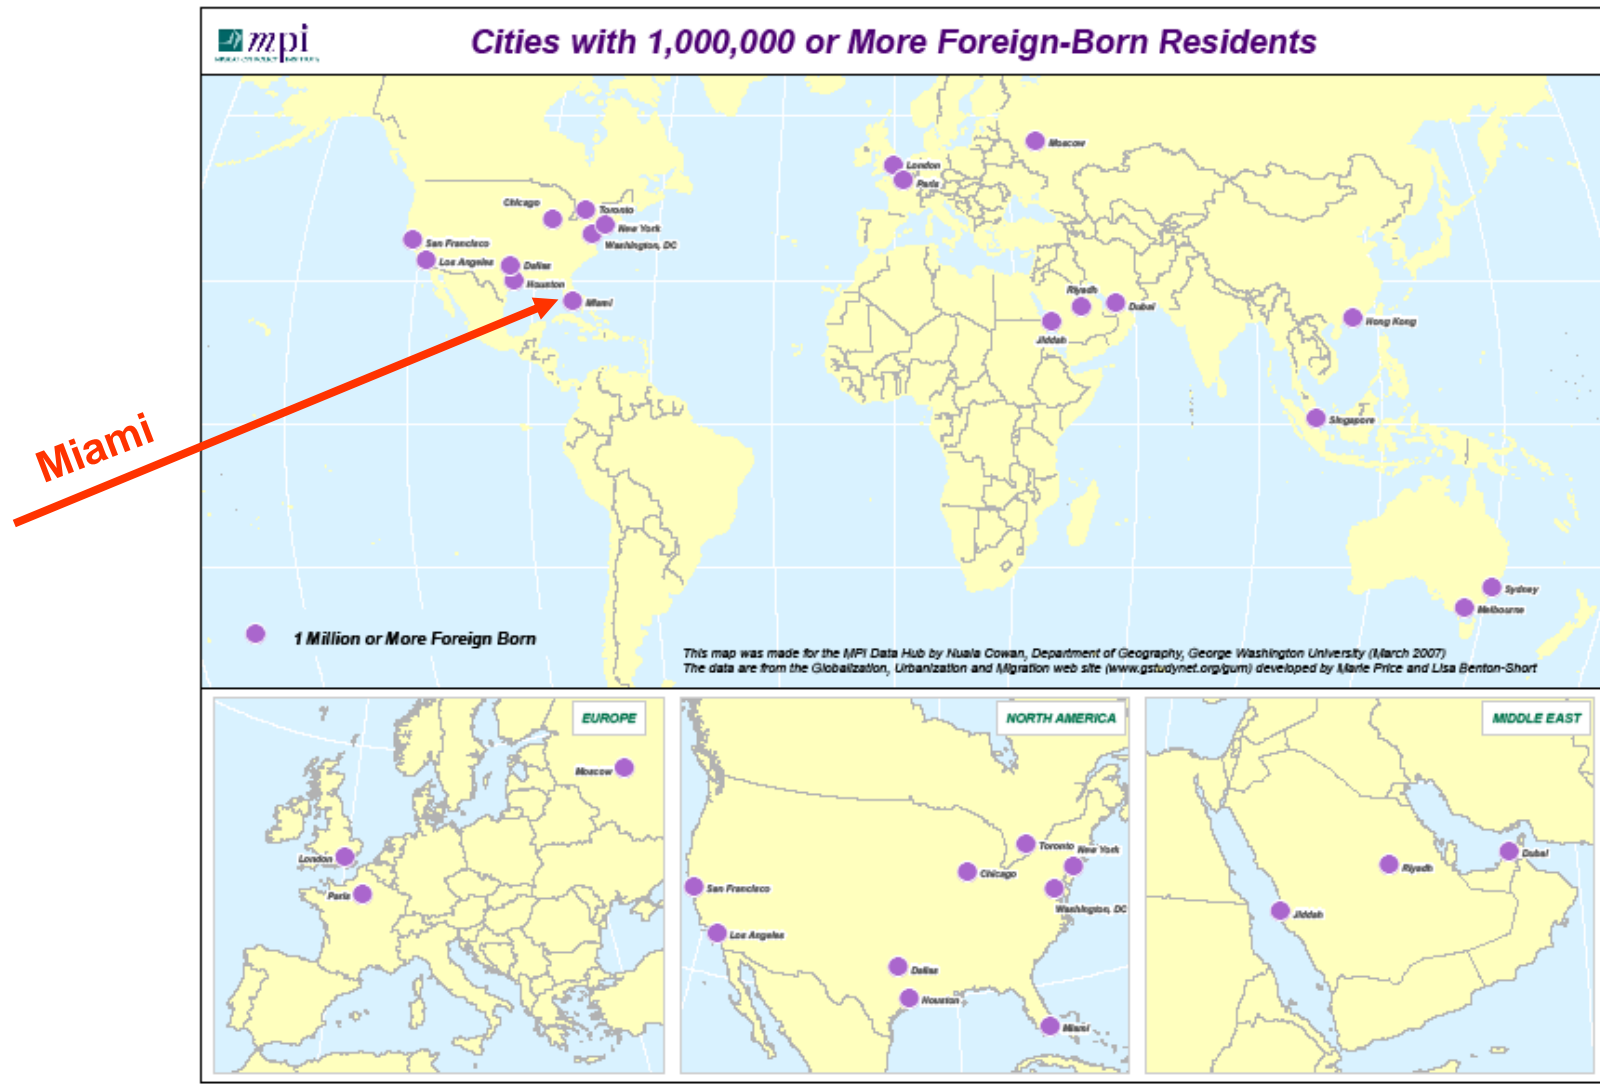 mpi
MIGRATION POLICY INSTITUTE
Cities with 1,000,000 or More Foreign-Born Residents
Moscow
London
Paris
Chicago
Toronto
New York
Washington, DC
San Francisco
Los Angeles
Dallas
Houston
Miami
Riyadh
Dubai
Jiddah
Hong Kong
Singapore
Miami
Sydney
Melbourne
1 Million or More Foreign Born
This map was made for the MPI Data Hub by Nuala Cowan, Department of Geography, George Washington University (March 2007)
The data are from the Globalization, Urbanization and Migration web site (www.gstudynet.org/gum) developed by Marie Price and Lisa Benton-Short
EUROPE
Moscow
London
Paris
NORTH AMERICA
Toronto
New York
Chicago
San Francisco
Washington, DC
Los Angeles
Dallas
Houston
Miami
MIDDLE EAST
Dubai
Riyadh
Jiddah